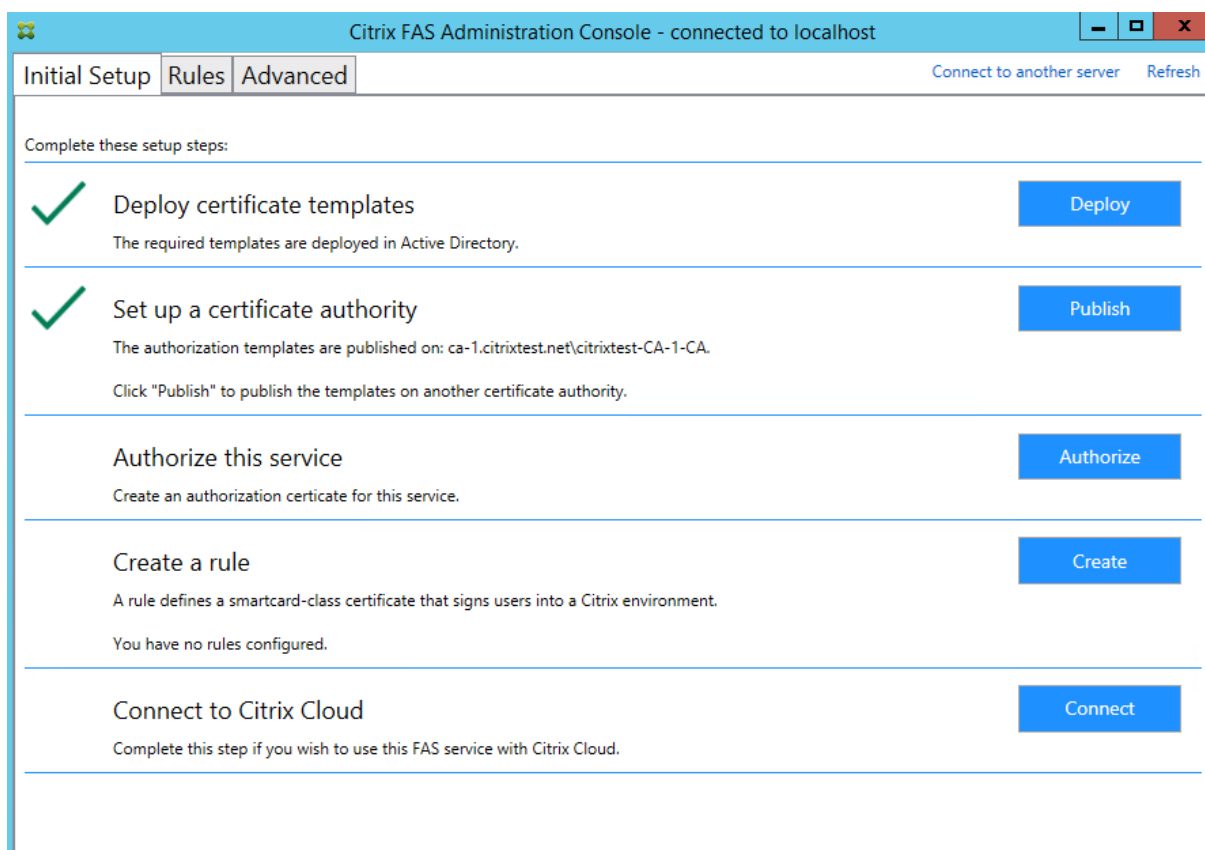 Citrix FAS Administration Console - connected to localhost
Initial Setup Rules Advanced Connect to another server Refresh
Complete these setup steps:
Deploy certificate templates Deploy
The required templates are deployed in Active Directory.
Set up a certificate authority Publish
The authorization templates are published on: ca-1.citrixtest.net\citrixtest-CA-1-CA.
Click "Publish" to publish the templates on another certificate authority.
Authorize this service Authorize
Create an authorization certicate for this service.
Create a rule Create
A rule defines a smartcard-class certificate that signs users into a Citrix environment.
You have no rules configured.
Connect to Citrix Cloud Connect
Complete this step if you wish to use this FAS service with Citrix Cloud.